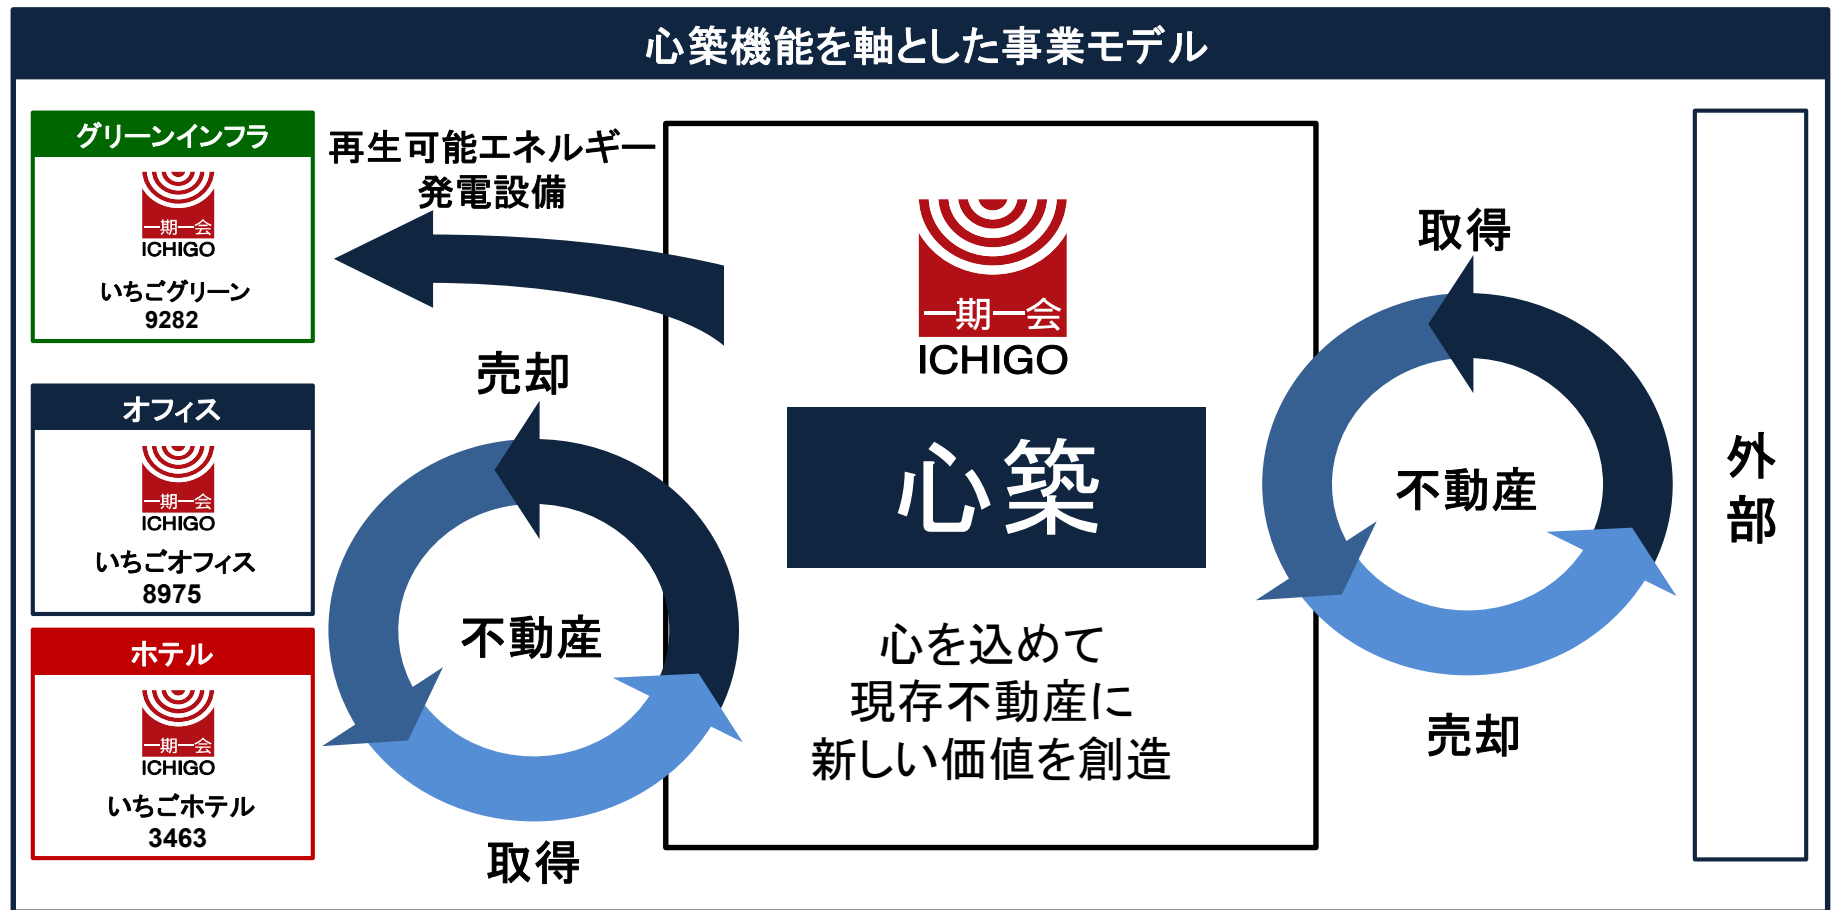 心築機能を軸とした事業モデル
グリーンインフラ
一期一会
ICHIGO
いちごグリーン
9282
オフィス
一期一会
ICHIGO
いちごオフィス
8975
ホテル
一期一会
ICHIGO
いちごホテル
3463
再生可能エネルギー
発電設備
売却
不動産
取得
一期一会
ICHIGO
心築
心を込めて
現存不動産に
新しい価値を創造
取得
不動産
売却
外
部